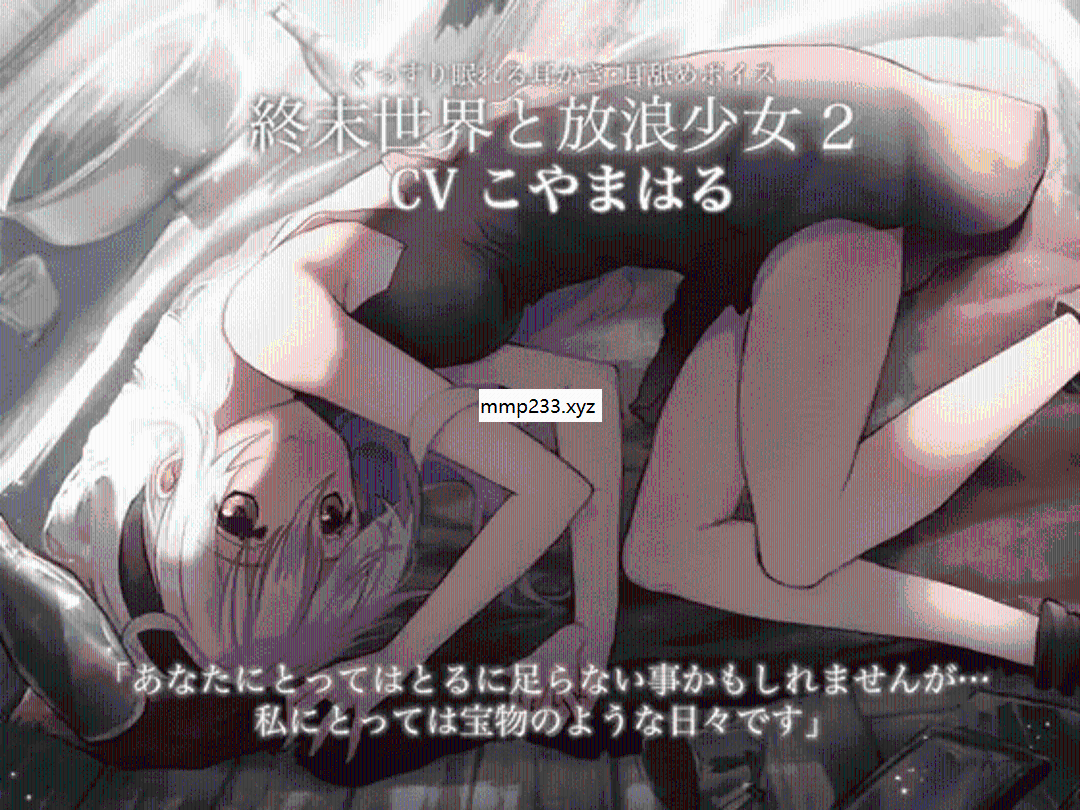 ぐっすり眠れる耳かき・耳舐めボイス
終末世界と放浪少女 2
CV こやまはる
mmp233.xyz
「あなたにとってはとるに足らない事かもしれませんが…
私にとっては宝物のような日々です」